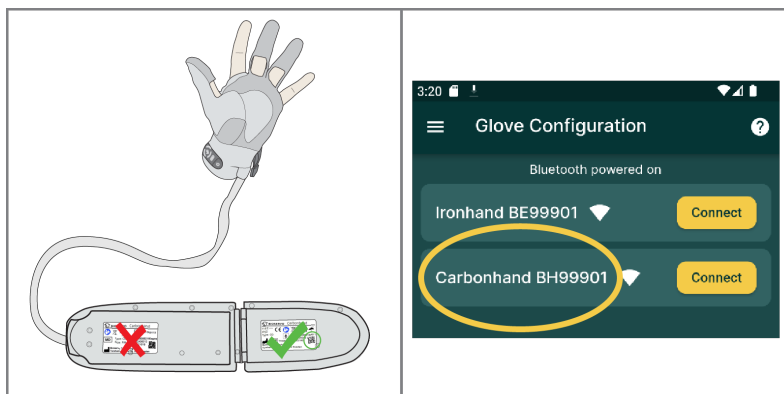 3:20
Glove Configuration
?
Bluetooth powered on
Ironhand BE99901
Connect
Carbonhand BH99901
Connect